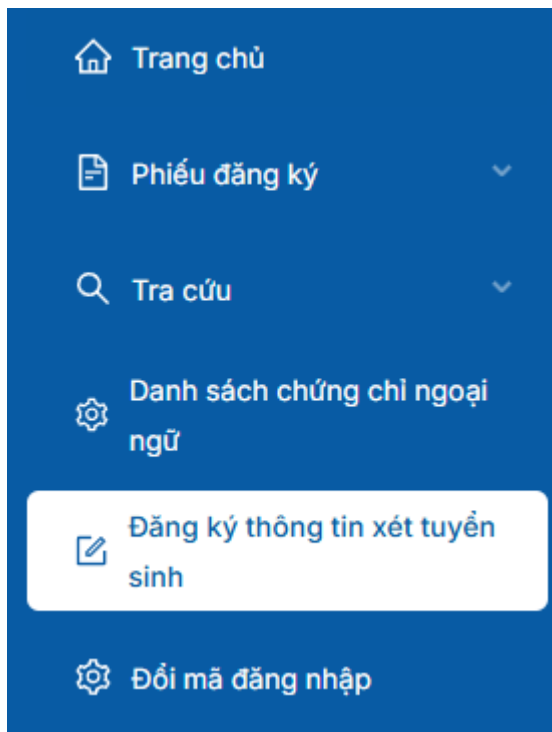 Trang chủ
Phiếu đăng ký
Tra cứu
Danh sách chứng chỉ ngoại
ngữ
Đăng ký thông tin xét tuyển
sinh
Đổi mã đăng nhập